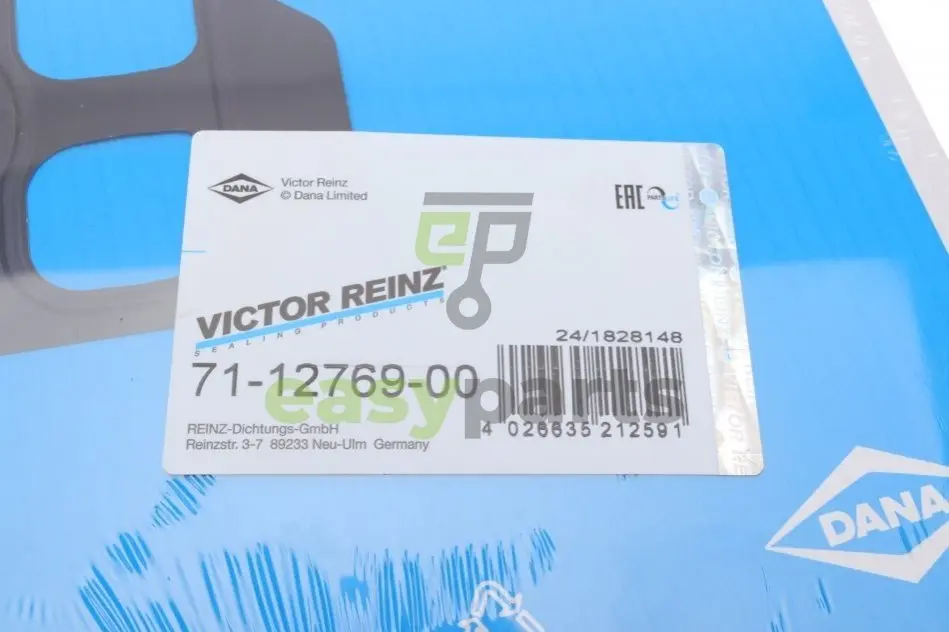 DANA
Victor Reinz
© Dana Limited
EAC
ep
VICTOR REINZ®
SEALING PRODUCTS
24/1828148
71-12769-00
easyparts
4 026635 212591
REINZ-Dichtungs-GmbH
Reinzstr. 3-7 89233 Neu-Ulm Germany
DANA